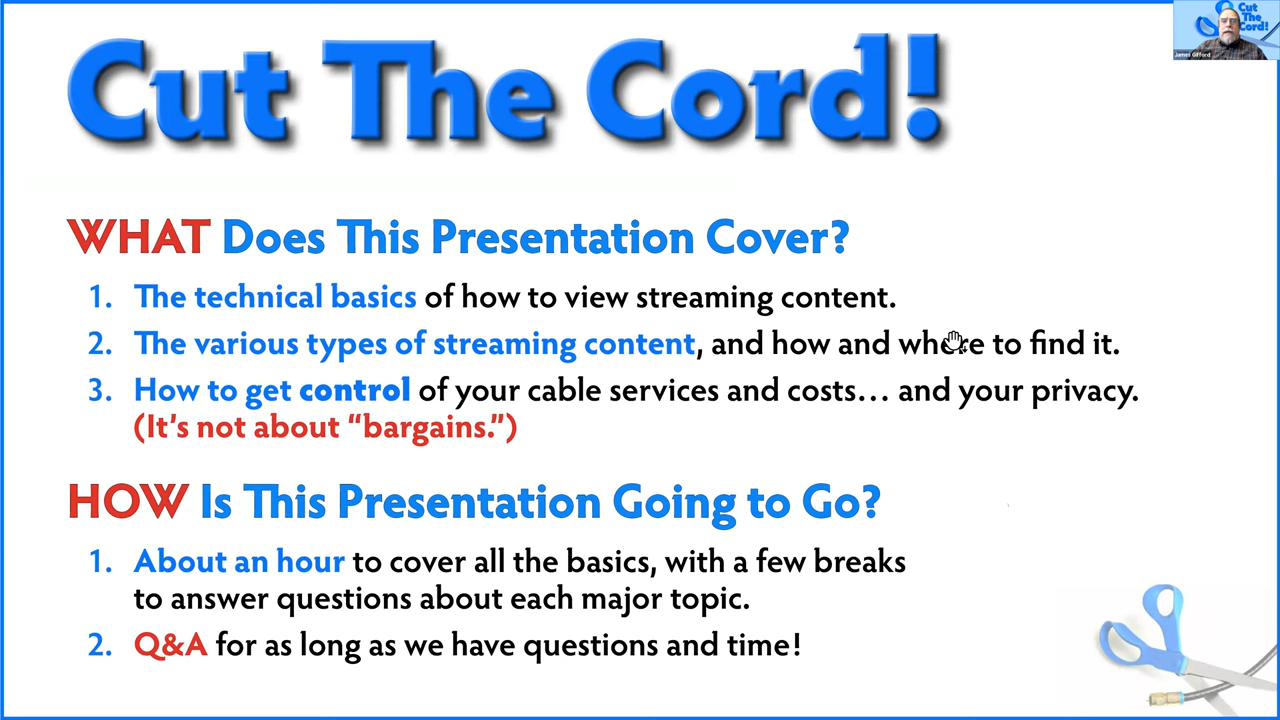 Cut The Cord!
Cut
The
Cord!
James Gifford
WHAT Does This Presentation Cover?
1. The technical basics of how to view streaming content.
2. The various types of streaming content, and how and where to find it.
3. How to get control of your cable services and costs… and your privacy.
(It’s not about “bargains.”)
HOW Is This Presentation Going to Go?
1. About an hour to cover all the basics, with a few breaks
to answer questions about each major topic.
2. Q&A for as long as we have questions and time!